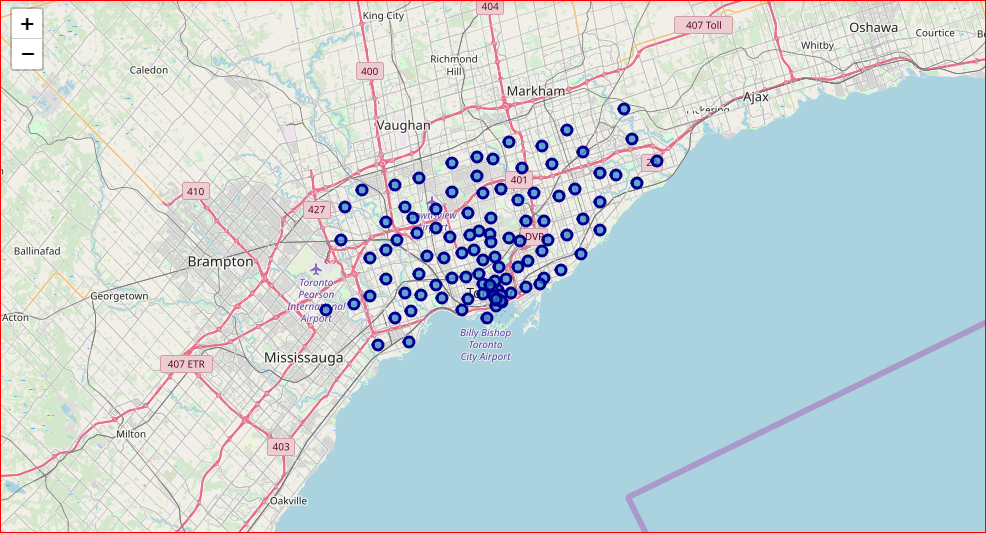 +
−
King City
404
407 Toll
Oshawa
Whitby
Courtice
Richmond
Hill
400
Caledon
Markham
Ajax
Vaughan
401
410
427
DVP
Ballinafad
Brampton
Toronto
Pearson
International
Airport
Georgetown
Acton
Billy Bishop
Toronto
City Airport
Mississauga
407 ETR
Milton
403
Oakville